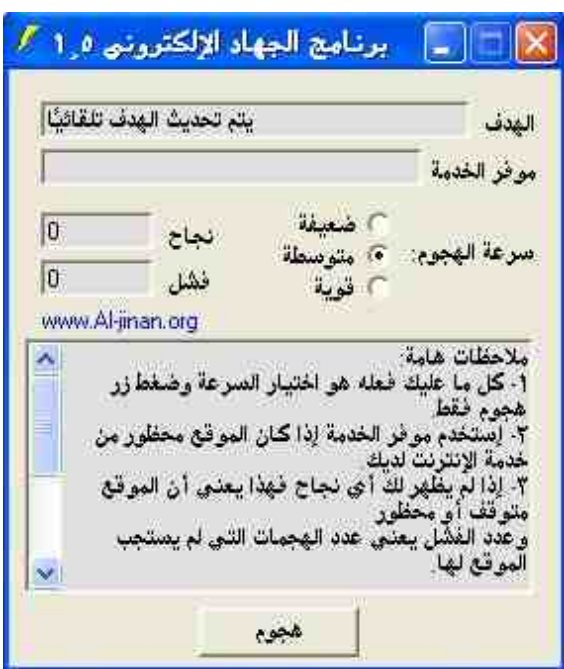 برنامج الجهاد الإلكتروني ١٫٥
الهدف
يتم تحديث الهدف تلقائيًا
موفر الخدمة
سرعة الهجوم:
ضعيفة
متوسطة
قوية
نجاح 0
فشل 0
www.Al-jinan.org
ملاحظات هامة:
١- كل ما عليك فعله هو اختيار السرعة وضغط زر
هجوم فقط.
٢- إستخدم موفر الخدمة إذا كان الموقع محظور من
خدمة الإنترنت لديك.
٣- إذا لم يظهر لك أي نجاح فهذا يعني أن الموقع
متوقف أو محظور.
وعدد الفشل يعني عدد الهجمات التي لم يستجب
الموقع لها.
هجوم